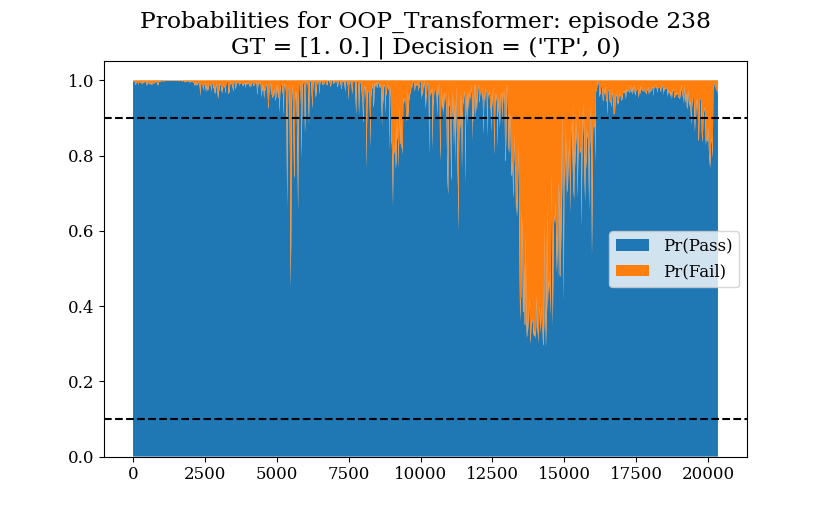 Probabilities for OOP_Transformer: episode 238
GT = [1. 0.] | Decision = ('TP', 0)
1.0
0.8
0.6
0.4
0.2
0.0
Pr(Pass)
Pr(Fail)
0 2500 5000 7500 10000 12500 15000 17500 20000